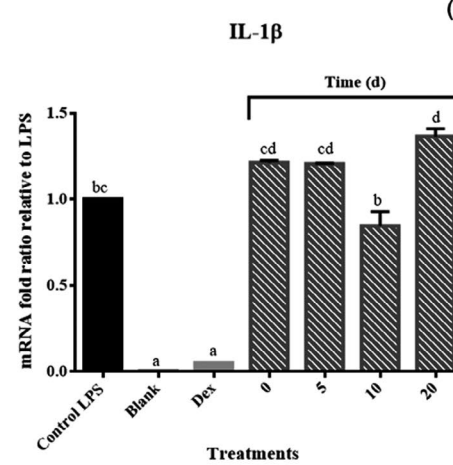 (
IL-1β
Time (d)
mRNA fold ratio relative to LPS
1.5
1.0
0.5
0.0
bc
a
a
cd
cd
b
d
Control LPS
Blank
Dex
0
5
10
20
Treatments